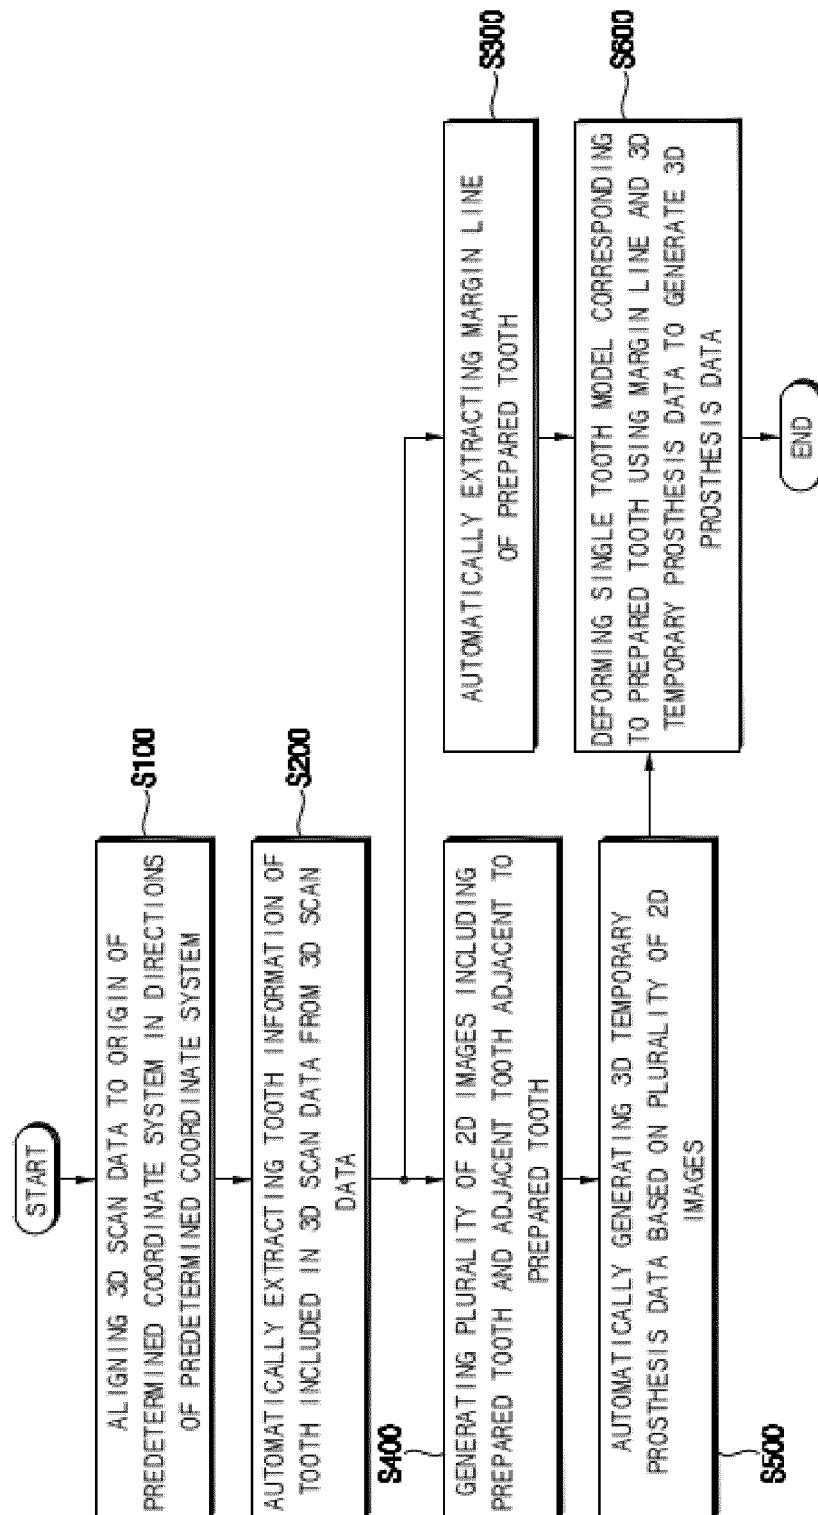 START
S100
ALIGNING 3D SCAN DATA TO ORIGIN OF
PREDETERMINED COORDINATE SYSTEM IN DIRECTIONS
OF PREDETERMINED COORDINATE SYSTEM
S200
AUTOMATICALLY EXTRACTING TOOTH INFORMATION OF
TOOTH INCLUDED IN 3D SCAN DATA FROM 3D SCAN
DATA
S400
GENERATING PLURALITY OF 2D IMAGES INCLUDING
PREPARED TOOTH AND ADJACENT TOOTH ADJACENT TO
PREPARED TOOTH
S300
AUTOMATICALLY EXTRACTING MARGIN LINE
OF PREPARED TOOTH
S500
AUTOMATICALLY GENERATING 3D TEMPORARY
PROSTHESIS DATA BASED ON PLURALITY OF 2D
IMAGES
S600
DEFORMING SINGLE TOOTH MODEL CORRESPONDING
TO PREPARED TOOTH USING MARGIN LINE AND 3D
TEMPORARY PROSTHESIS DATA TO GENERATE 3D
PROSTHESIS DATA
END